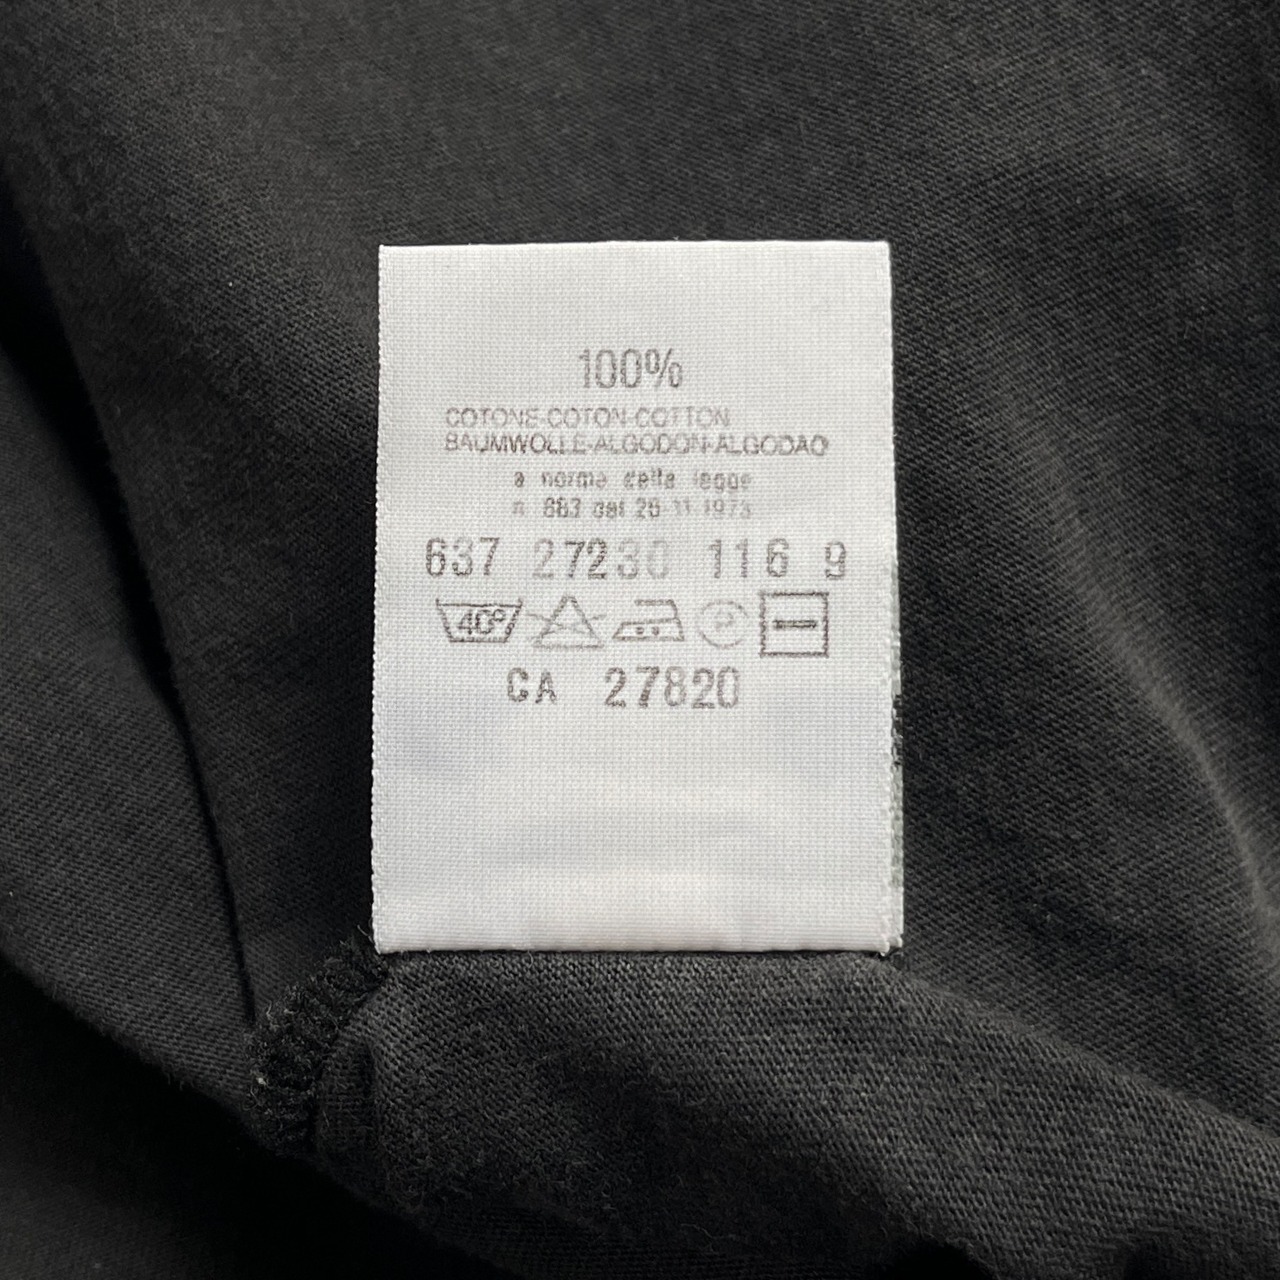 100%
COTONE-COTON-COTTON
BAUMWOLLE-ALGODON-ALGODAO
a norma della legge
n. 883 del 26 11 1973
637 27230 116 9
40° P
CA 27820